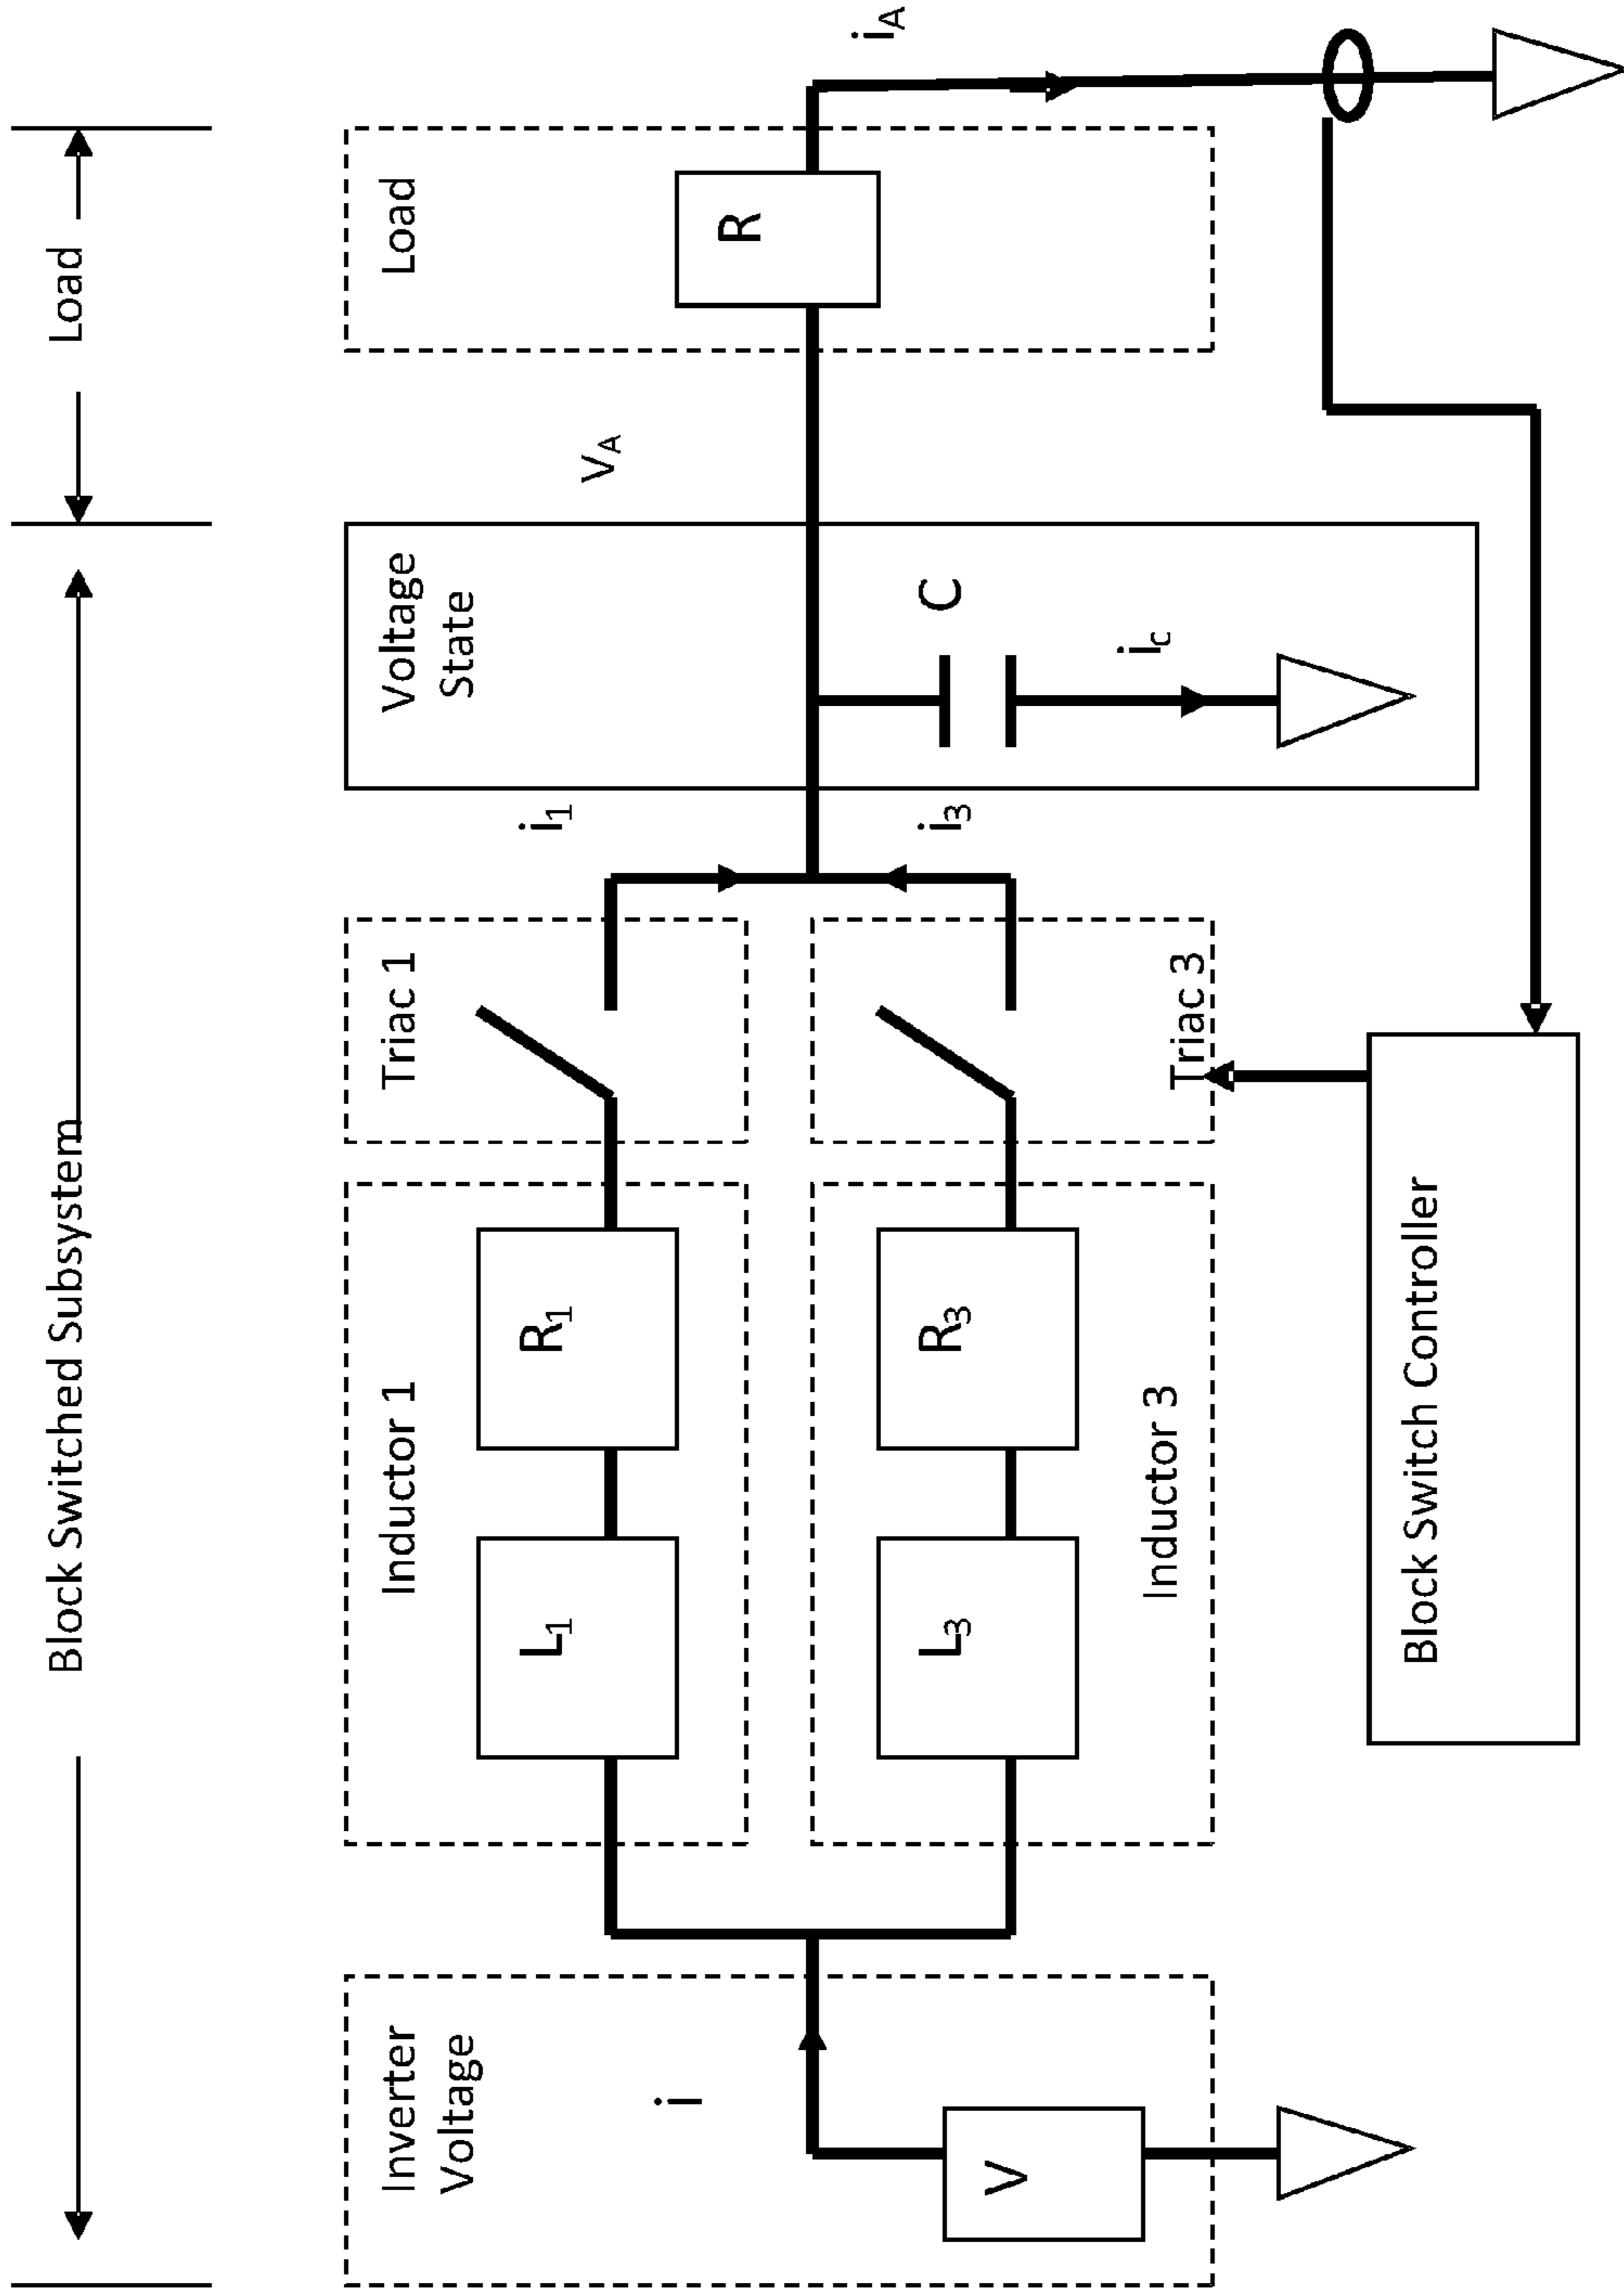 Block Switched Subsystem
Load
Inverter
Voltage
i
V
Inductor 1
L1
R1
Triac 1
i1
Inductor 3
L3
R3
Triac 3
i3
Voltage
State
C
ic
VA
Load
R
iA
Block Switch Controller